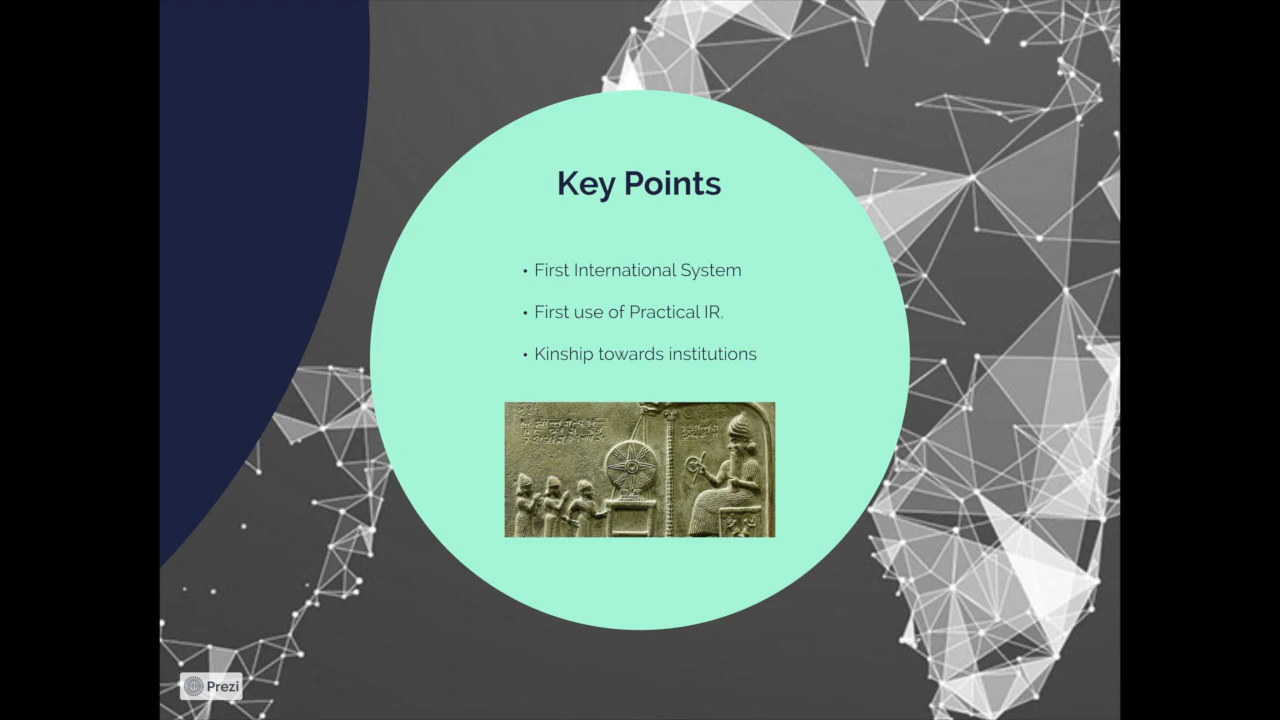 Key Points
• First International System
• First use of Practical IR.
• Kinship towards institutions
Prezi